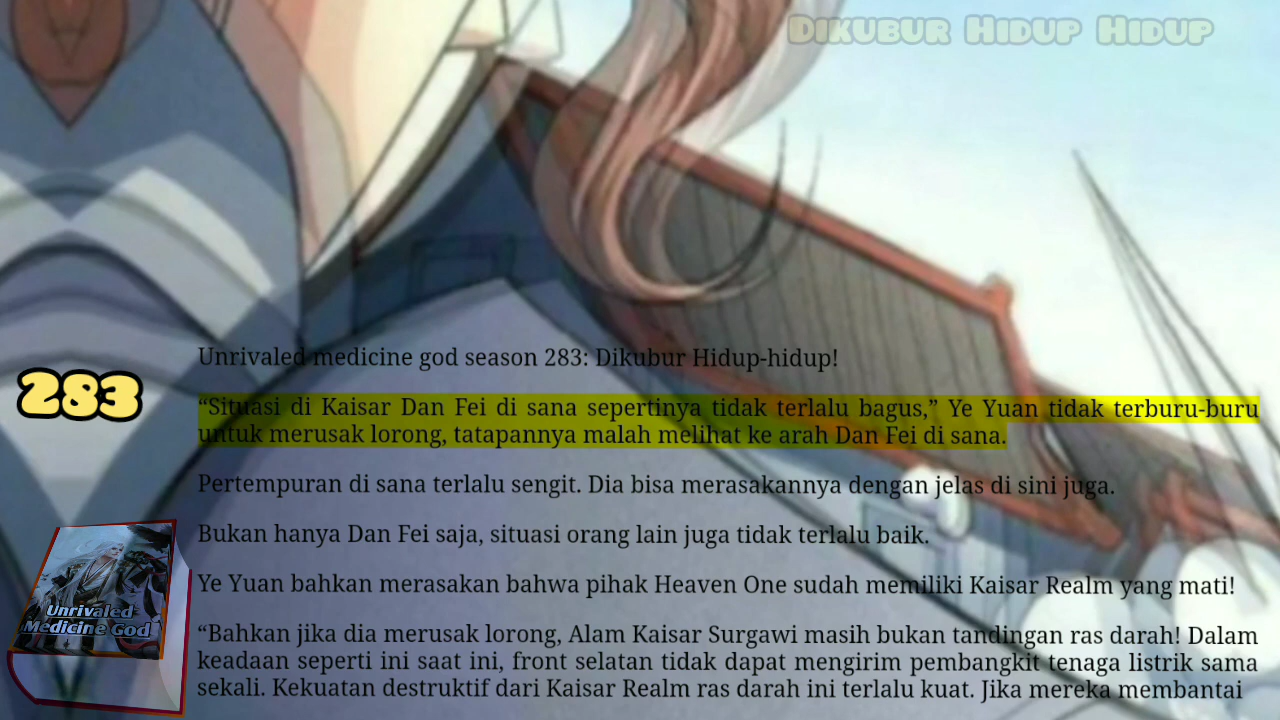 Dikubur Hidup Hidup
Unrivaled medicine god season 283: Dikubur Hidup-hidup!
283
“Situasi di Kaisar Dan Fei di sana sepertinya tidak terlalu bagus,” Ye Yuan tidak terburu-buru
untuk merusak lorong, tatapannya malah melihat ke arah Dan Fei di sana.
Pertempuran di sana terlalu sengit. Dia bisa merasakannya dengan jelas di sini juga.
Bukan hanya Dan Fei saja, situasi orang lain juga tidak terlalu baik.
Ye Yuan bahkan merasakan bahwa pihak Heaven One sudah memiliki Kaisar Realm yang mati!
Unrivaled
Medicine God
“Bahkan jika dia merusak lorong, Alam Kaisar Surgawi masih bukan tandingan ras darah! Dalam
keadaan seperti ini saat ini, front selatan tidak dapat mengirim pembangkit tenaga listrik sama
sekali. Kekuatan destruktif dari Kaisar Realm ras darah ini terlalu kuat. Jika mereka membantai